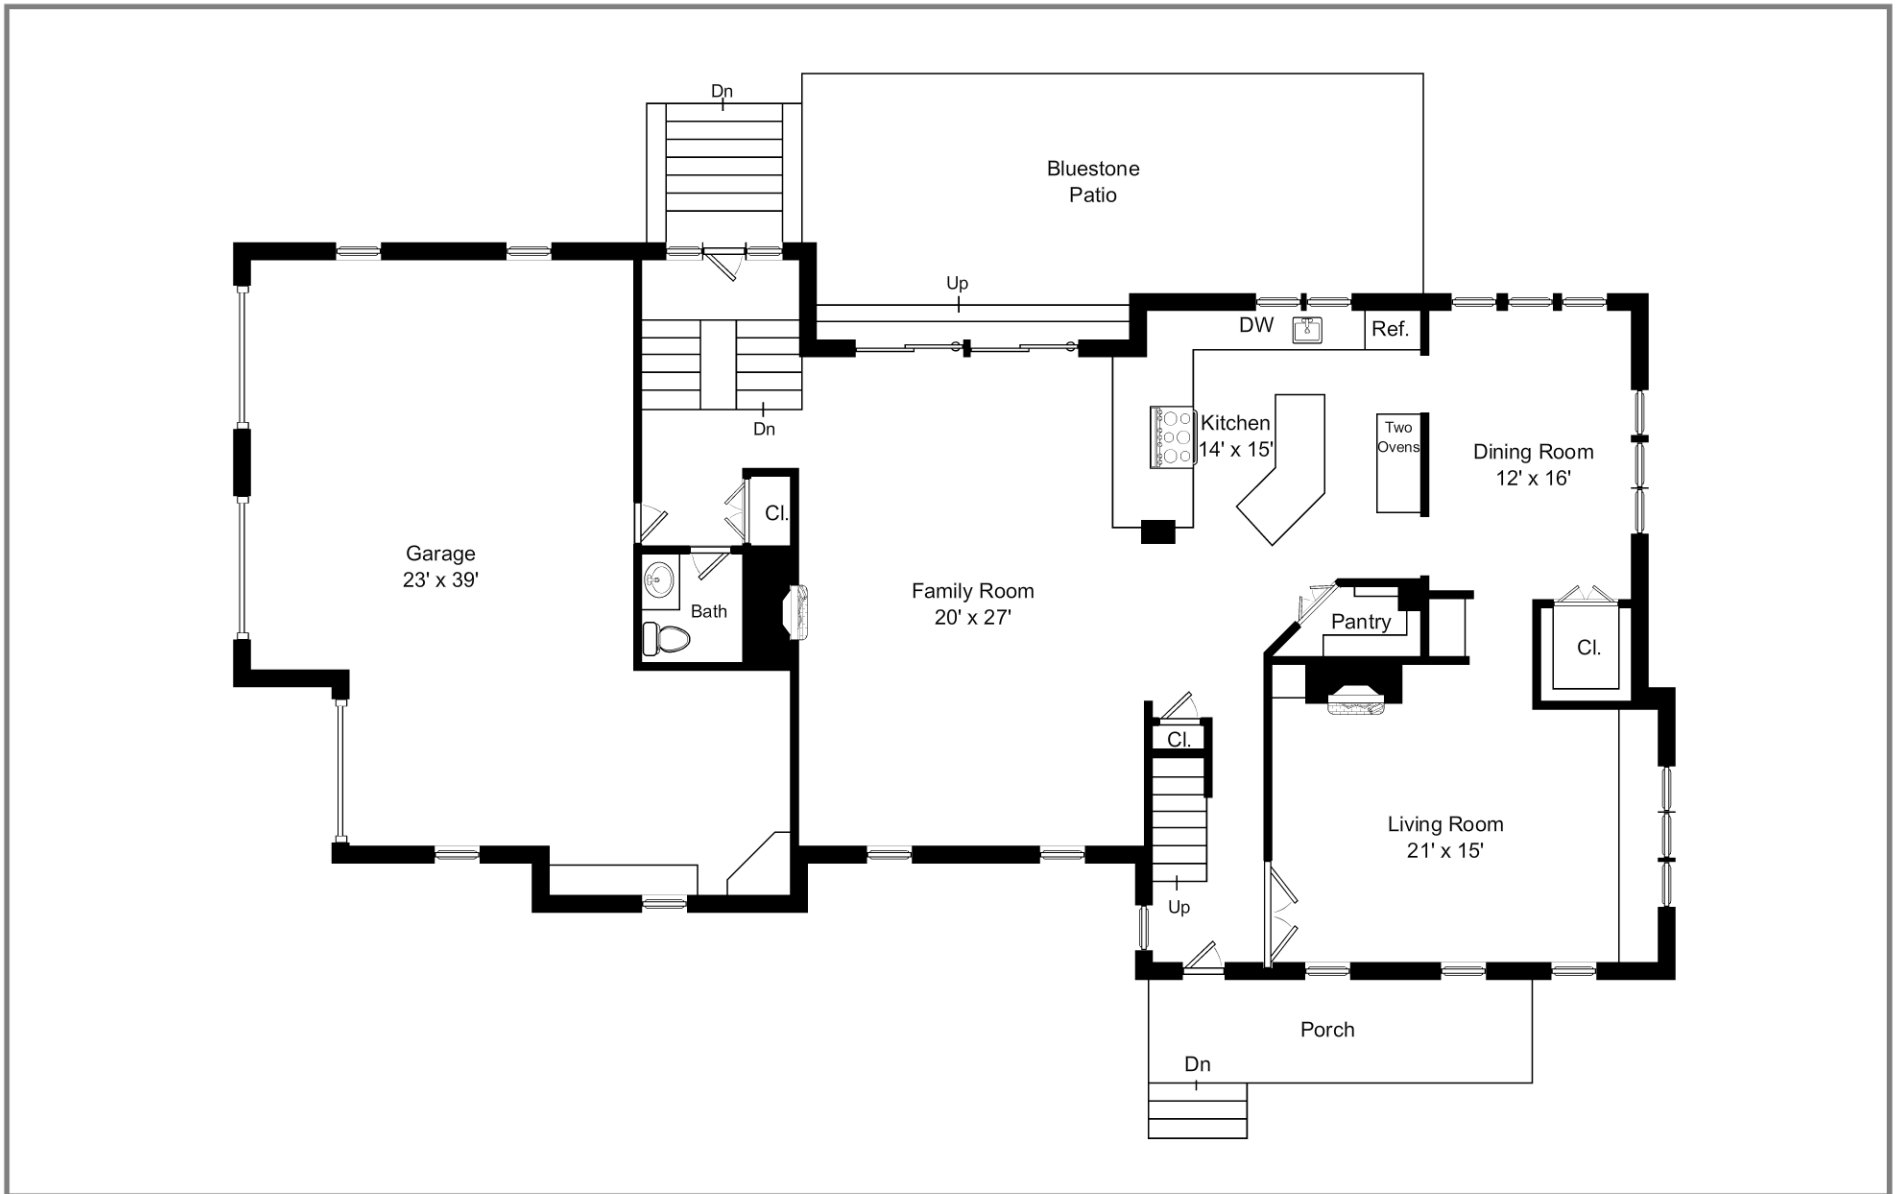 Dn
Bluestone
Patio
Up
DW
Ref.
Dn
Kitchen
14' x 15'
Two
Ovens
Dining Room
12' x 16'
Cl.
Garage
23' x 39'
Bath
Family Room
20' x 27'
Pantry
Cl.
Cl.
Living Room
21' x 15'
Up
Porch
Dn